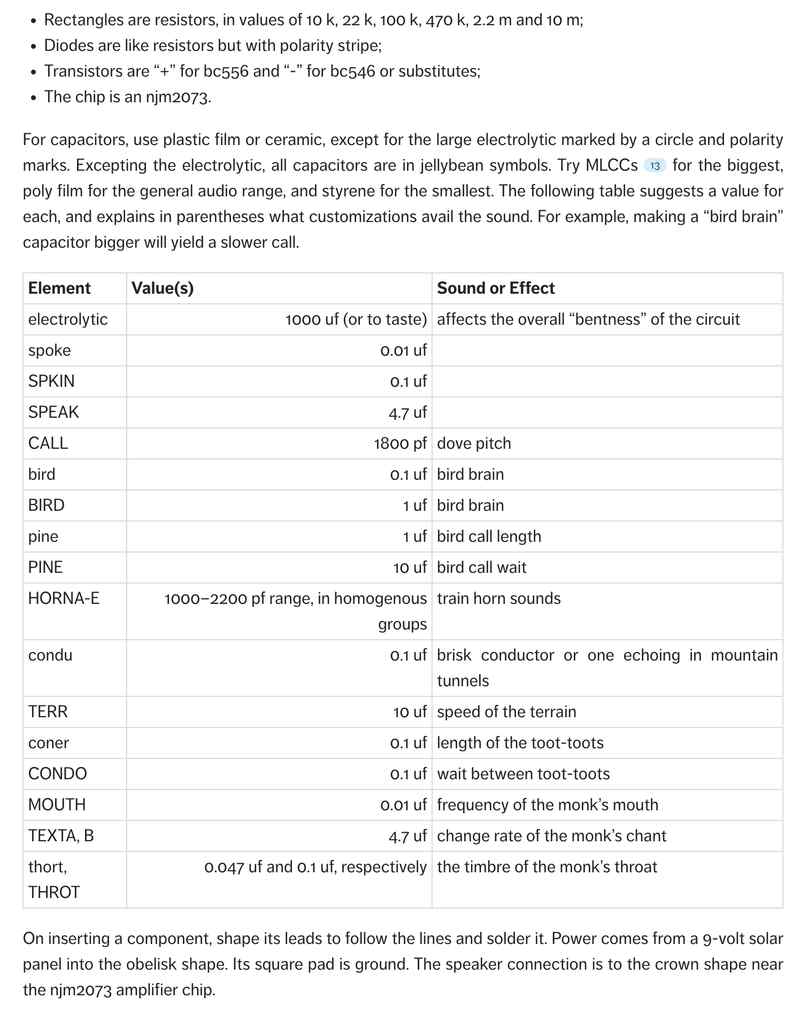 • Rectangles are resistors, in values of 10 k, 22 k, 100 k, 470 k, 2.2 m and 10 m;
• Diodes are like resistors but with polarity stripe;
• Transistors are “+” for bc556 and “-” for bc546 or substitutes;
• The chip is an njm2073.
For capacitors, use plastic film or ceramic, except for the large electrolytic marked by a circle and polarity
marks. Excepting the electrolytic, all capacitors are in jellybean symbols. Try MLCCs 13 for the biggest,
poly film for the general audio range, and styrene for the smallest. The following table suggests a value for
each, and explains in parentheses what customizations avail the sound. For example, making a “bird brain”
capacitor bigger will yield a slower call.
Element Value(s) Sound or Effect
electrolytic 1000 uf (or to taste) affects the overall “bentness” of the circuit
spoke 0.01 uf
SPKIN 0.1 uf
SPEAK 4.7 uf
CALL 1800 pf dove pitch
bird 0.1 uf bird brain
BIRD 1 uf bird brain
pine 1 uf bird call length
PINE 10 uf bird call wait
HORNA-E 1000–2200 pf range, in homogenous train horn sounds
groups
condu 0.1 uf brisk conductor or one echoing in mountain
tunnels
TERR 10 uf speed of the terrain
coner 0.1 uf length of the toot-toots
CONDO 0.1 uf wait between toot-toots
MOUTH 0.01 uf frequency of the monk’s mouth
TEXTA, B 4.7 uf change rate of the monk’s chant
thort, 0.047 uf and 0.1 uf, respectively the timbre of the monk’s throat
THROT
On inserting a component, shape its leads to follow the lines and solder it. Power comes from a 9-volt solar
panel into the obelisk shape. Its square pad is ground. The speaker connection is to the crown shape near
the njm2073 amplifier chip.